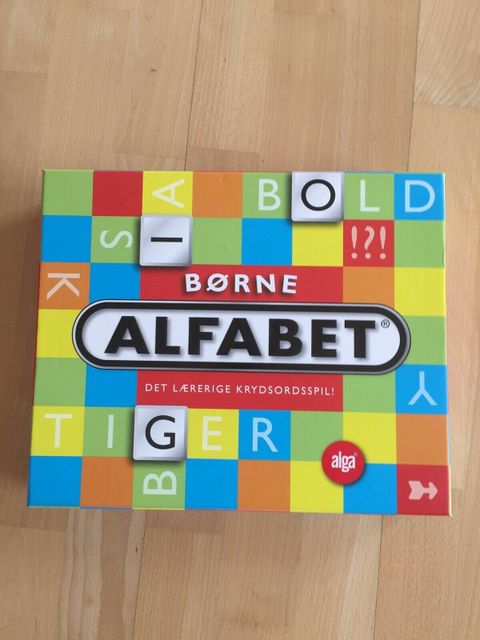 A BOLD
S I !?!
K BØRNE
ALFABET®
DET LÆRERIGE KRYDSORDSSPIL!
Y
TIGER
alga®
B